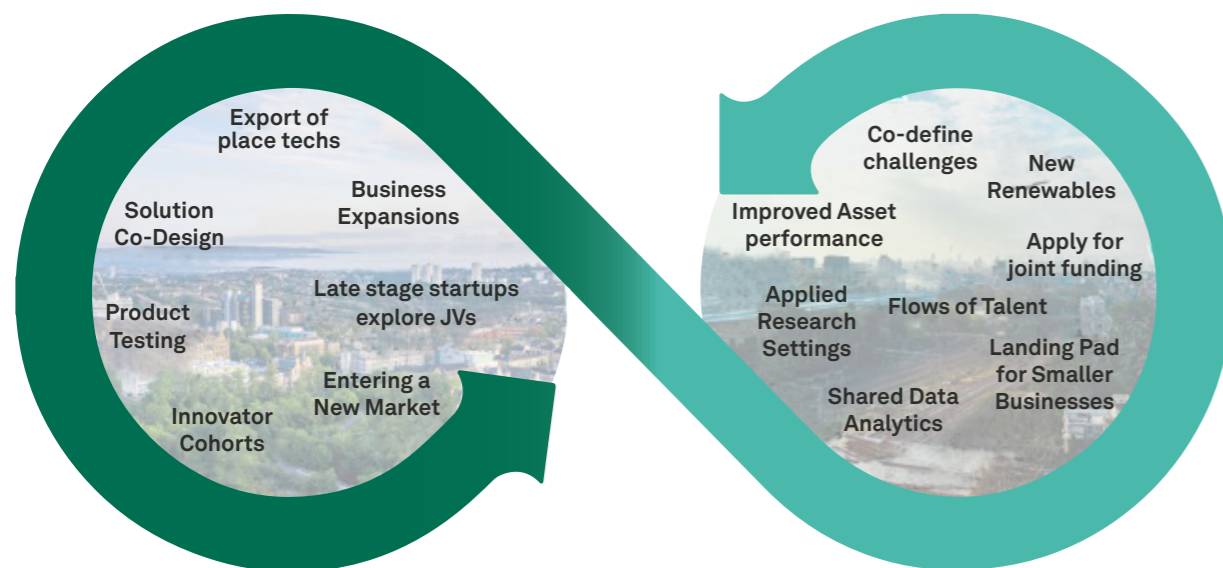 Export of
place techs
Business
Expansions
Solution
Co-Design
Late stage startups
explore JVs
Product
Testing
Entering a
New Market
Innovator
Cohorts
Co-define
challenges
New
Renewables
Improved Asset
performance
Apply for
joint funding
Applied
Research
Settings
Flows of Talent
Landing Pad
for Smaller
Businesses
Shared Data
Analytics